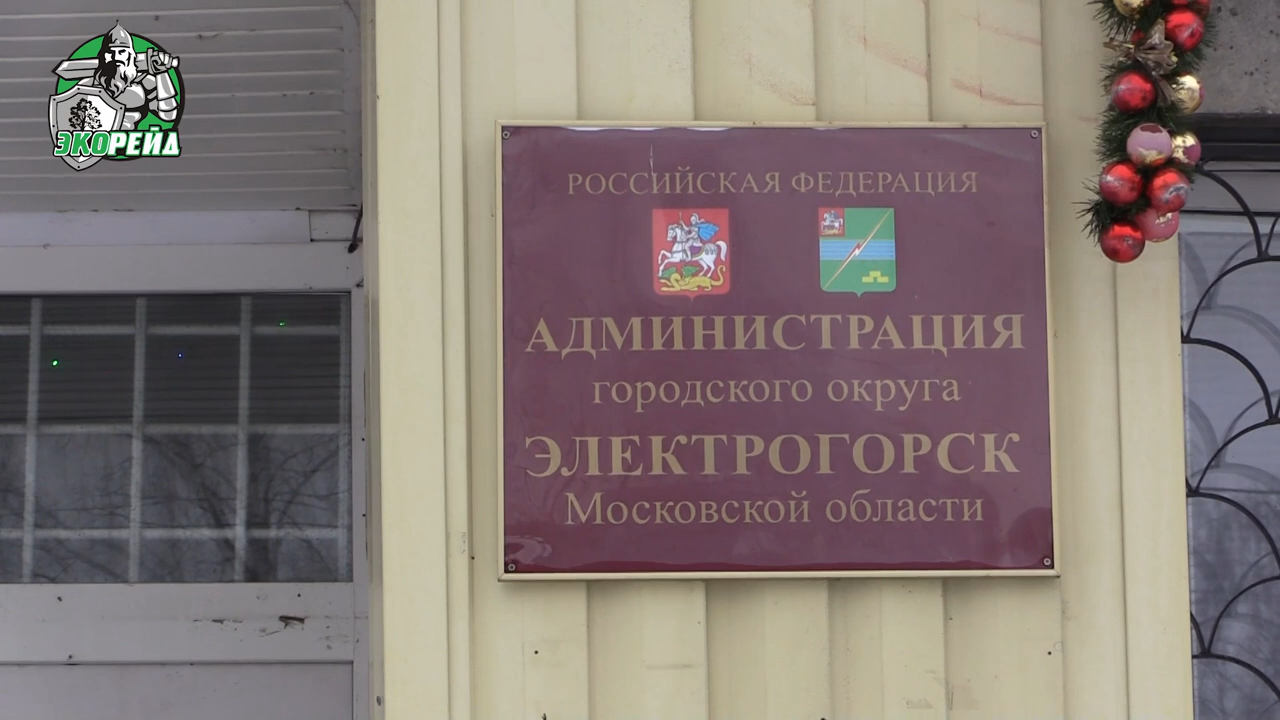 ЭКОРЕЙД
РОССИЙСКАЯ ФЕДЕРАЦИЯ
АДМИНИСТРАЦИЯ
городского округа
ЭЛЕКТРОГОРСК
Московской области